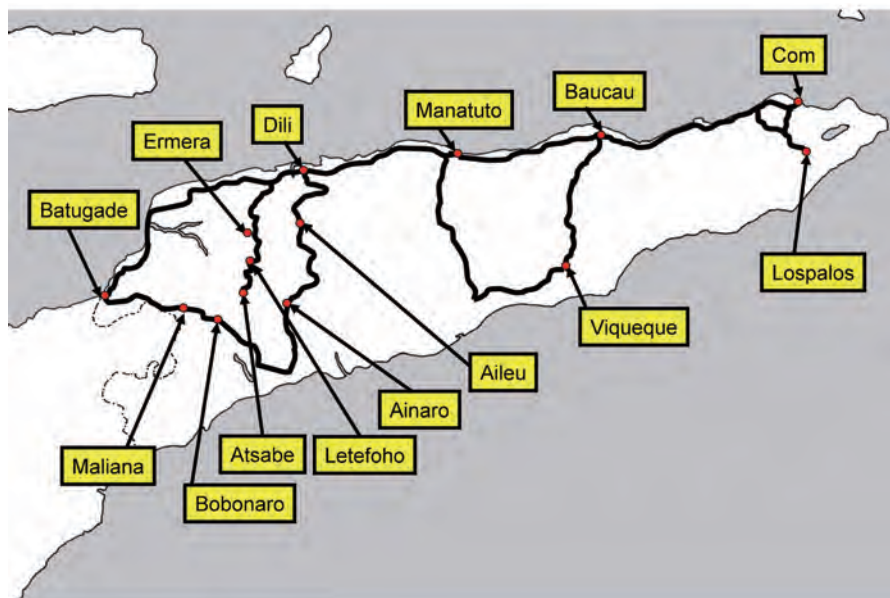 Com
Baucau
Manatuto
Dili
Ermera
Batugade
Lospalos
Viqueque
Aileu
Ainaro
Letefoho
Atsabe
Maliana
Bobonaro